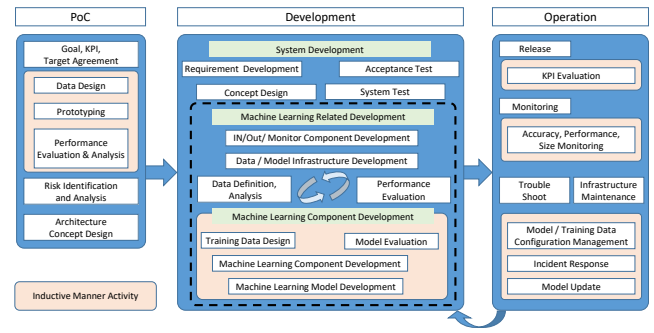 PoC
Development
Operation
Goal, KPI,
Target Agreement
Data Design
Prototyping
Performance
Evaluation & Analysis
Risk Identification
and Analysis
Architecture
Concept Design
Inductive Manner Activity
System Development
Requirement Development
Acceptance Test
Concept Design
System Test
Machine Learning Related Development
IN/Out/ Monitor Component Development
Data / Model Infrastructure Development
Data Definition,
Analysis
Performance
Evaluation
Machine Learning Component Development
Training Data Design
Model Evaluation
Machine Learning Component Development
Machine Learning Model Development
Release
KPI Evaluation
Monitoring
Accuracy, Performance,
Size Monitoring
Trouble
Shoot
Infrastructure
Maintenance
Model / Training Data
Configuration Management
Incident Response
Model Update